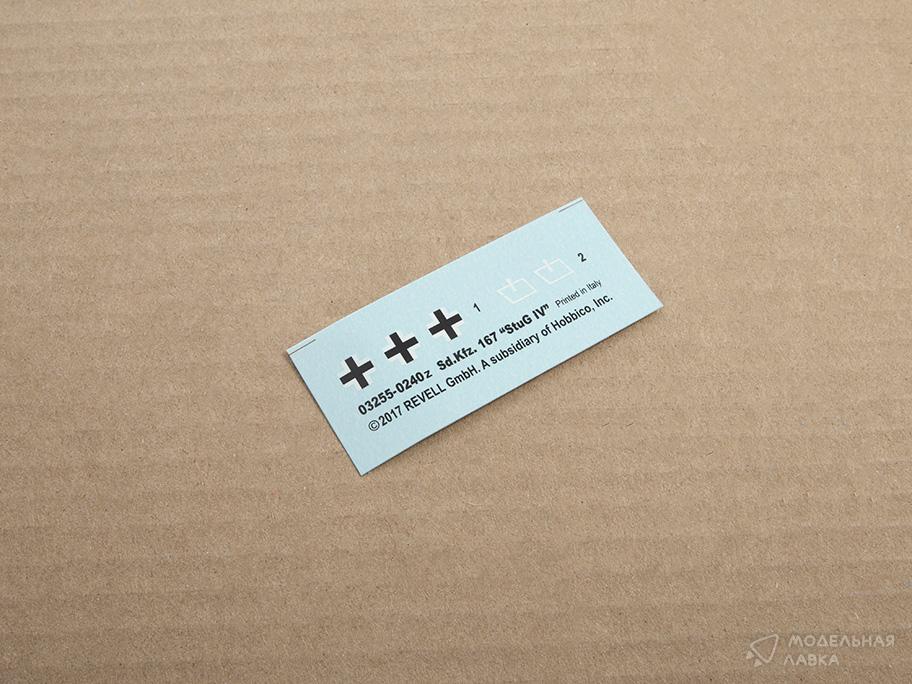 1
2
03255-0240z Sd.Kfz. 167 “StuG IV” Printed in Italy
©2017 REVELL GmbH. A subsidiary of Hobbico, Inc.
МОДЕЛЬНАЯ
ЛАВКА